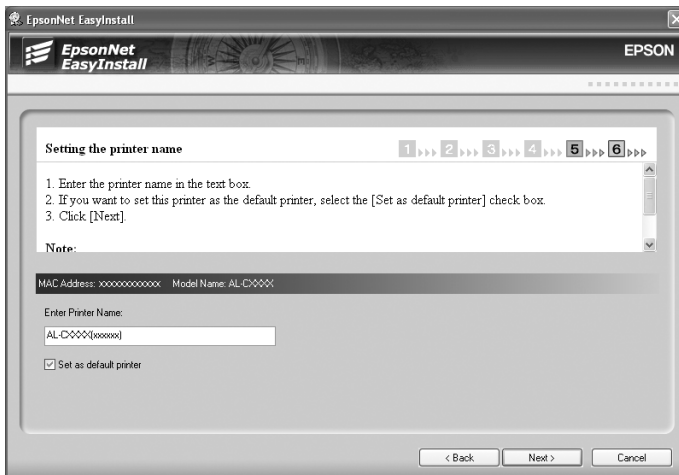 EpsonNet EasyInstall
EpsonNet
EasyInstall
EPSON
Setting the printer name
1 2 3 4 5 6
1. Enter the printer name in the text box.
2. If you want to set this printer as the default printer, select the [Set as default printer] check box.
3. Click [Next].
Note:
MAC Address: xxxxxxxxxxxx Model Name: AL-CXXXX
Enter Printer Name:
AL-CXXXX(xxxxxx)
Set as default printer
< Back Next > Cancel